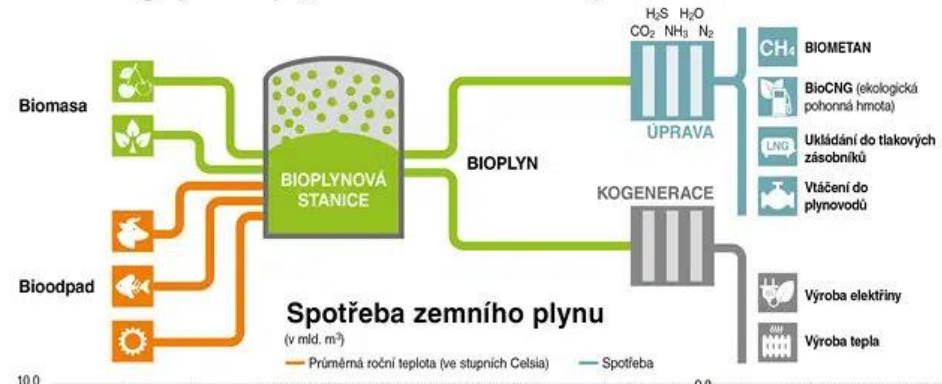 H₂S H₂O
CO₂ NH₃ N₂
CH₄ BIOMETAN
Biomasa
BioCNG (ekologická
pohonná hmota)
ÚPRAVA
LNG
Ukládání do tlakových
zásobníků
BIOPLYN
BIOPLYNOVÁ
STANICE
KOGENERACE
Vtáčení do
plynovodů
Bioodpad
Výroba elektřiny
Výroba tepla
Spotřeba zemního plynu
(v mld. m³)
Průměrná roční teplota (ve stupních Celsia)
Spotřeba
10.0